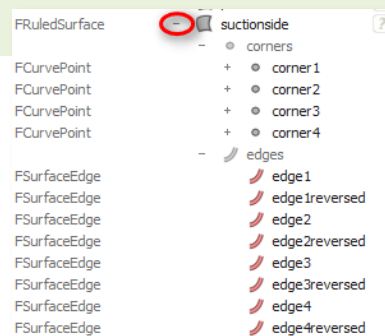 FRuledSurface - suctionside ?
- corners
FCurvePoint + corner1
FCurvePoint + corner2
FCurvePoint + corner3
FCurvePoint + corner4
- edges
FSurfaceEdge edge1
FSurfaceEdge edge1reversed
FSurfaceEdge edge2
FSurfaceEdge edge2reversed
FSurfaceEdge edge3
FSurfaceEdge edge3reversed
FSurfaceEdge edge4
FSurfaceEdge edge4reversed